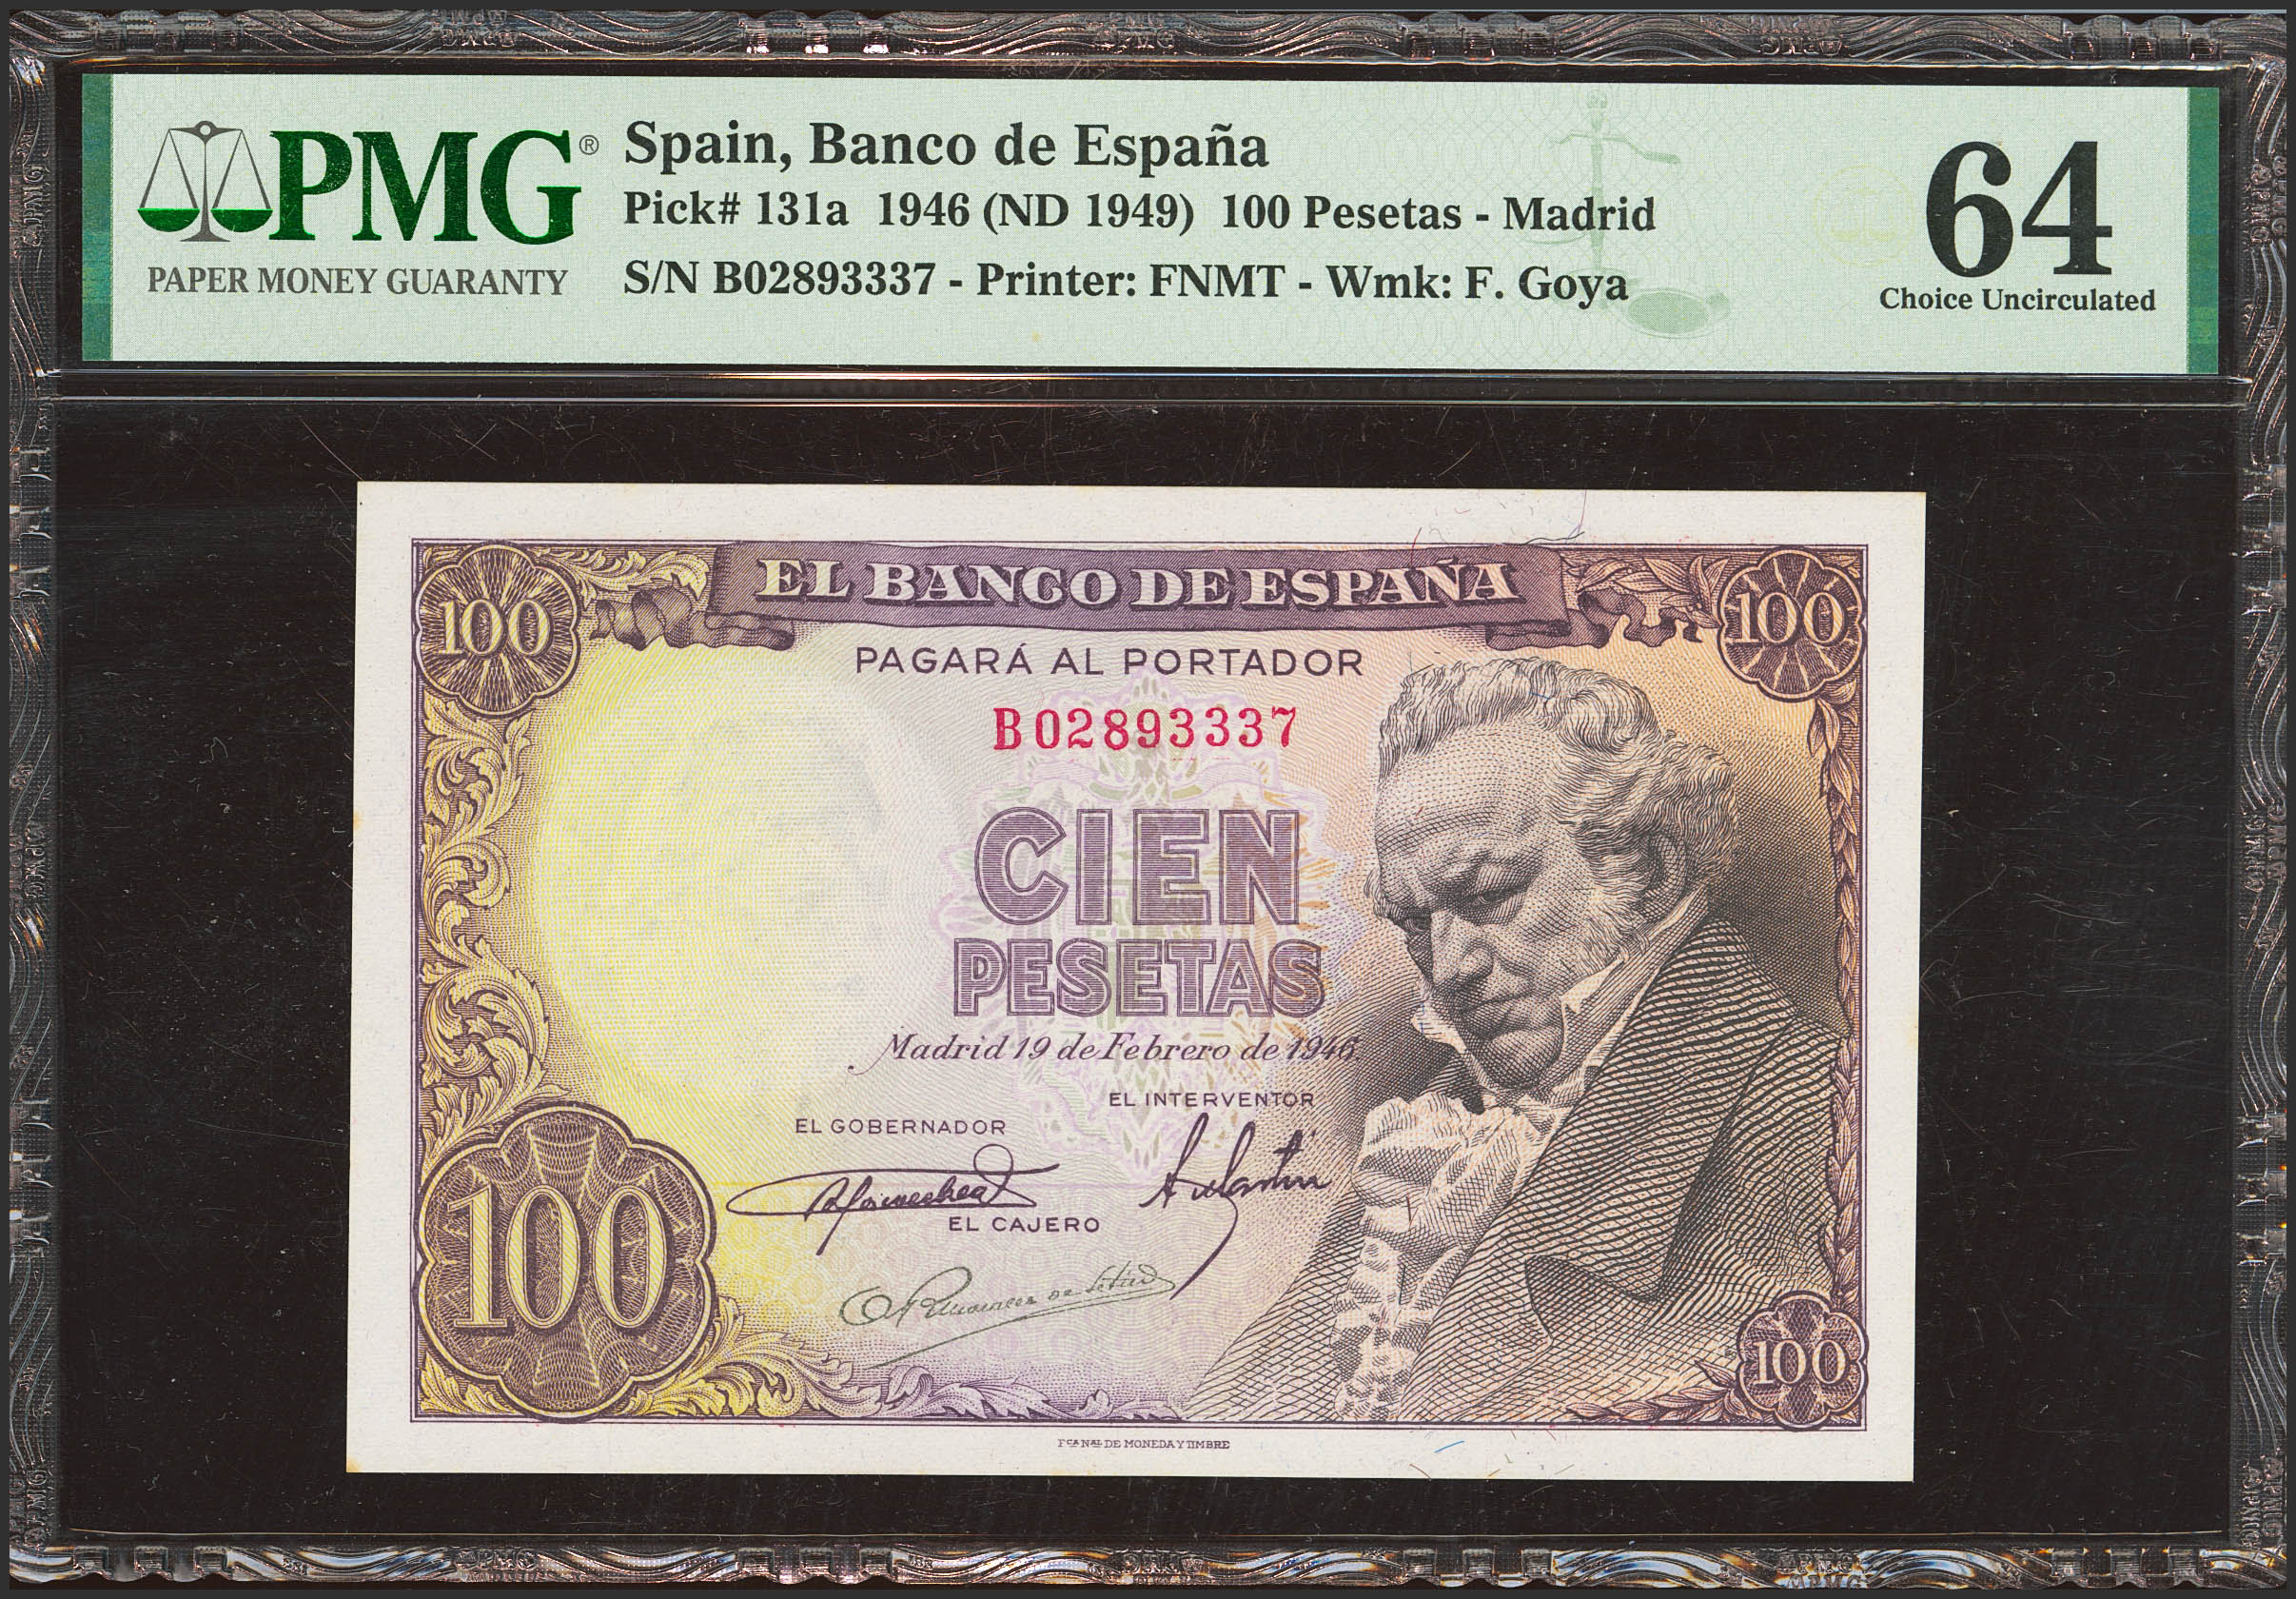 PMG®
PAPER MONEY GUARANTY
Spain, Banco de España
Pick# 131a 1946 (ND 1949) 100 Pesetas - Madrid
S/N B02893337 - Printer: FNMT - Wmk: F. Goya
64
Choice Uncirculated
EL BANCO DE ESPAÑA
100
100
PAGARÁ AL PORTADOR
B02893337
CIEN
PESETAS
Madrid 19 de Febrero de 1946
EL INTERVENTOR
EL GOBERNADOR
EL CAJERO
100
100
FCA NAL DE MONEDA Y TIMBRE